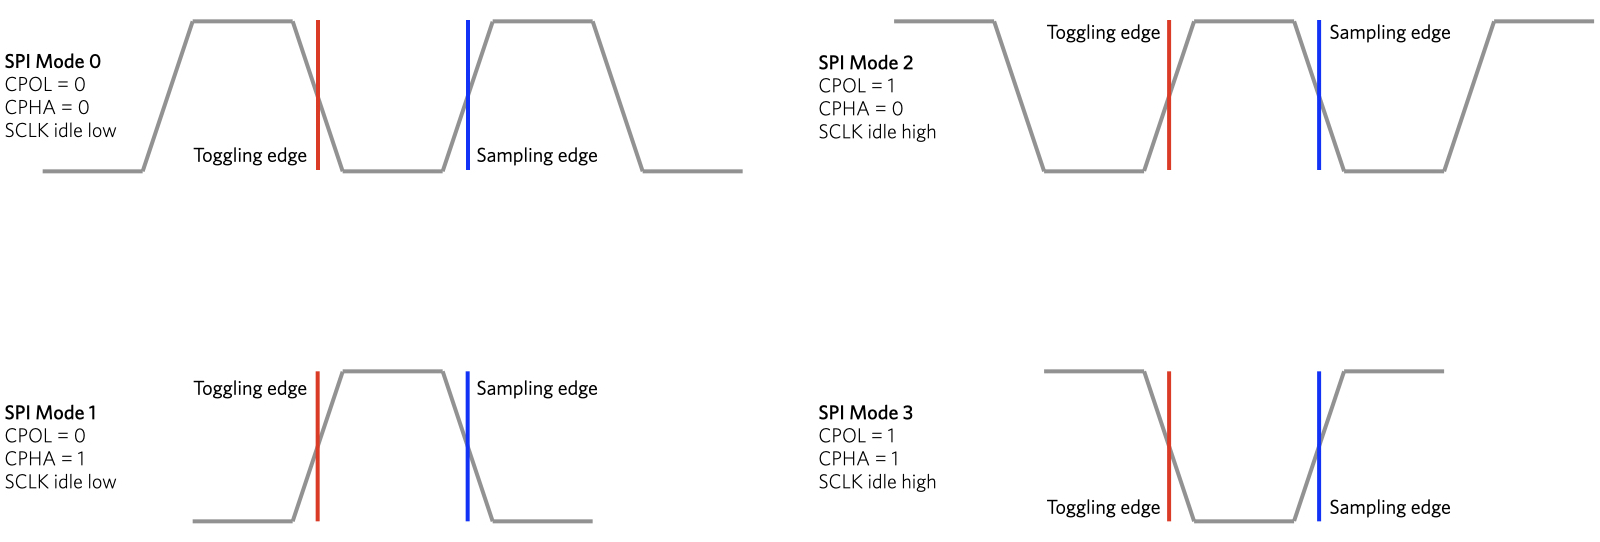 SPI Mode 0
CPOL = 0
CPHA = 0
SCLK idle low
Toggling edge
Sampling edge
SPI Mode 2
CPOL = 1
CPHA = 0
SCLK idle high
Toggling edge
Sampling edge
SPI Mode 1
CPOL = 0
CPHA = 1
SCLK idle low
Toggling edge
Sampling edge
SPI Mode 3
CPOL = 1
CPHA = 1
SCLK idle high
Toggling edge
Sampling edge